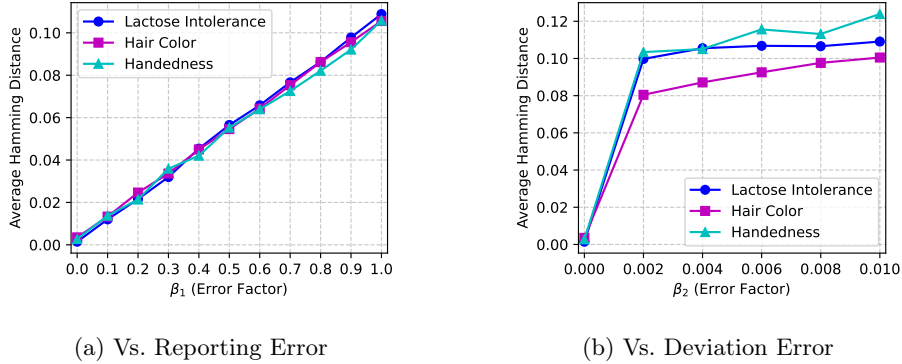 Average Hamming Distance
0.10
0.08
0.06
0.04
0.02
0.00
Lactose Intolerance
Hair Color
Handedness
0.0 0.1 0.2 0.3 0.4 0.5 0.6 0.7 0.8 0.9 1.0
β1 (Error Factor)
(a) Vs. Reporting Error
Average Hamming Distance
0.12
0.10
0.08
0.06
0.04
0.02
0.00
Lactose Intolerance
Hair Color
Handedness
0.000 0.002 0.004 0.006 0.008 0.010
β2 (Error Factor)
(b) Vs. Deviation Error